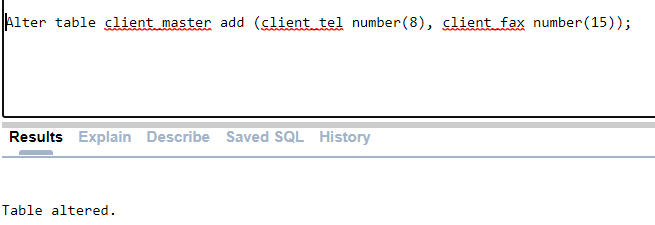 Alter table client_master add (client_tel number(8), client_fax number(15));
Results Explain Describe Saved SQL History
Table altered.